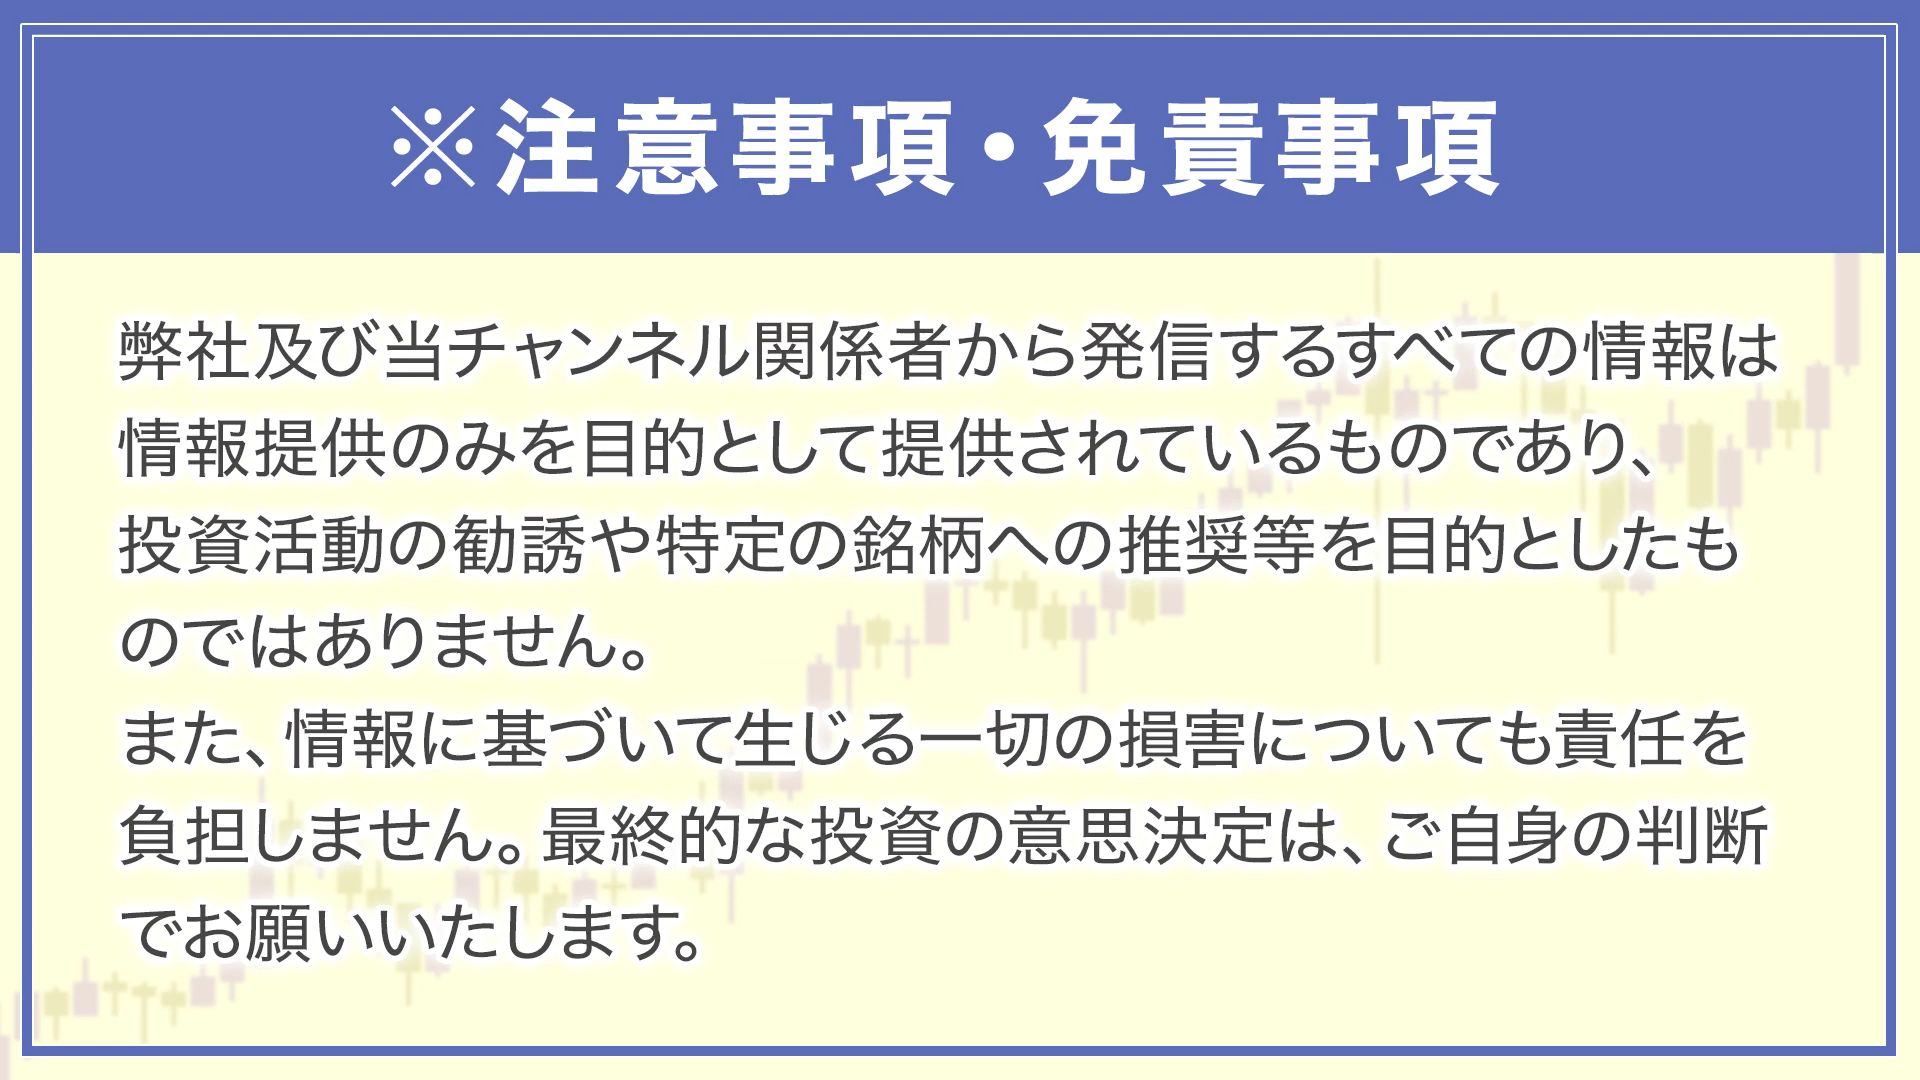 ※注意事項・免責事項
弊社及び当チャンネル関係者から発信するすべての情報は
情報提供のみを目的として提供されているものであり、
投資活動の勧誘や特定の銘柄への推奨等を目的としたも
のではありません。
また、情報に基づいて生じる一切の損害についても責任を
負担しません。最終的な投資の意思決定は、ご自身の判断
でお願いいたします。